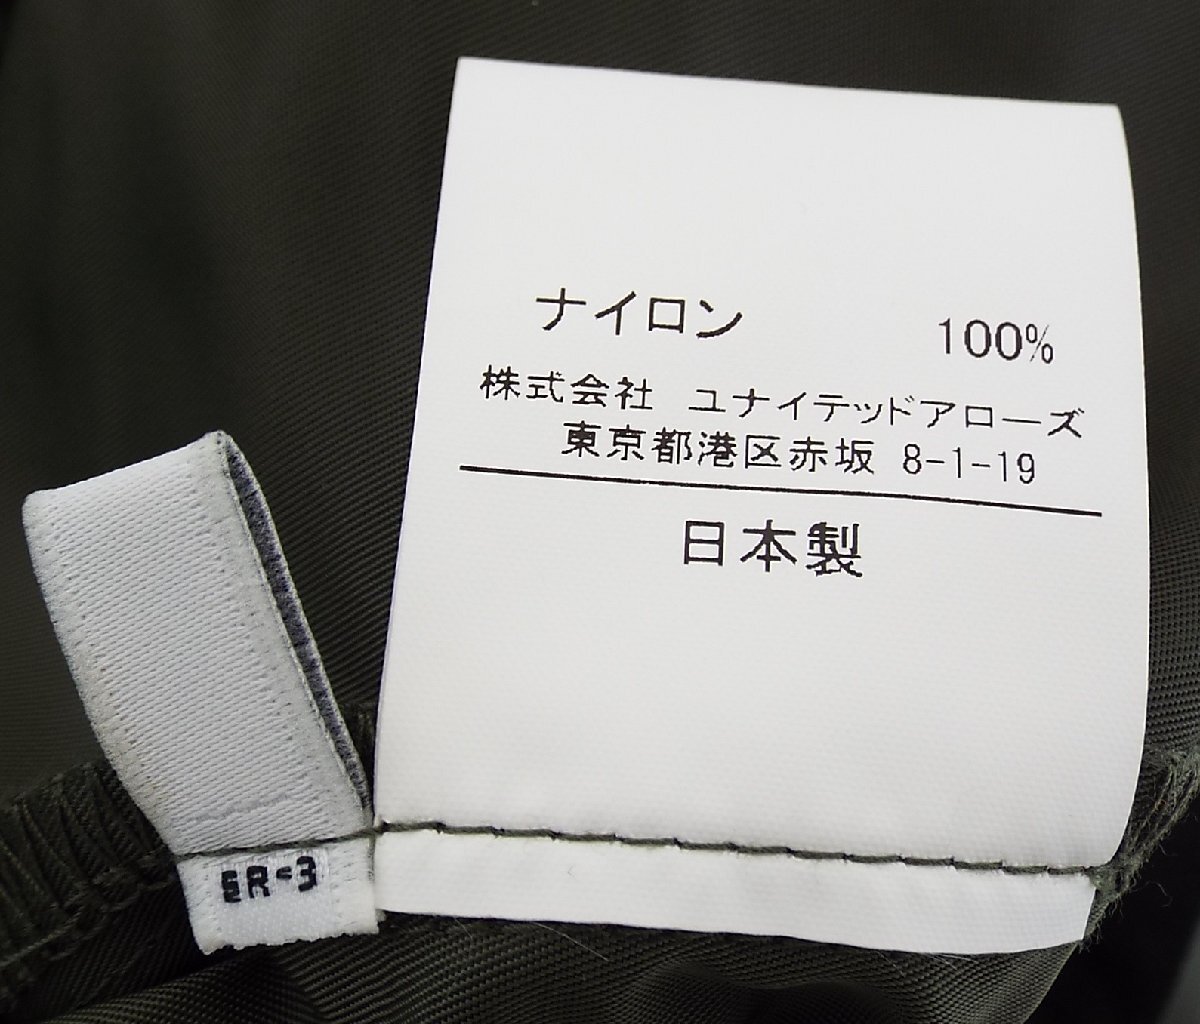 ナイロン 100%
株式会社 ユナイテッドアローズ
東京都港区赤坂 8-1-19
日本製
ER-3